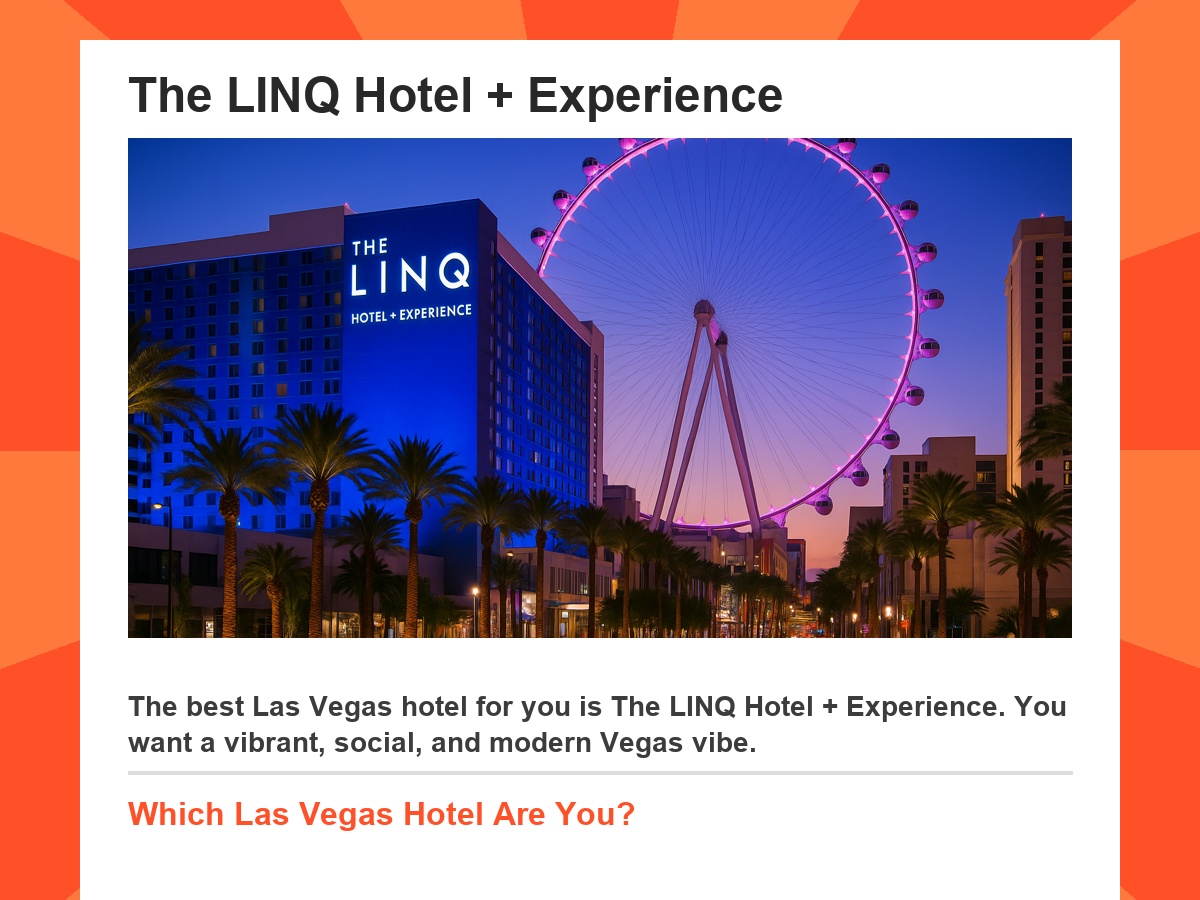 The LINQ Hotel + Experience
THE
LINQ
HOTEL + EXPERIENCE
The best Las Vegas hotel for you is The LINQ Hotel + Experience. You
want a vibrant, social, and modern Vegas vibe.
Which Las Vegas Hotel Are You?